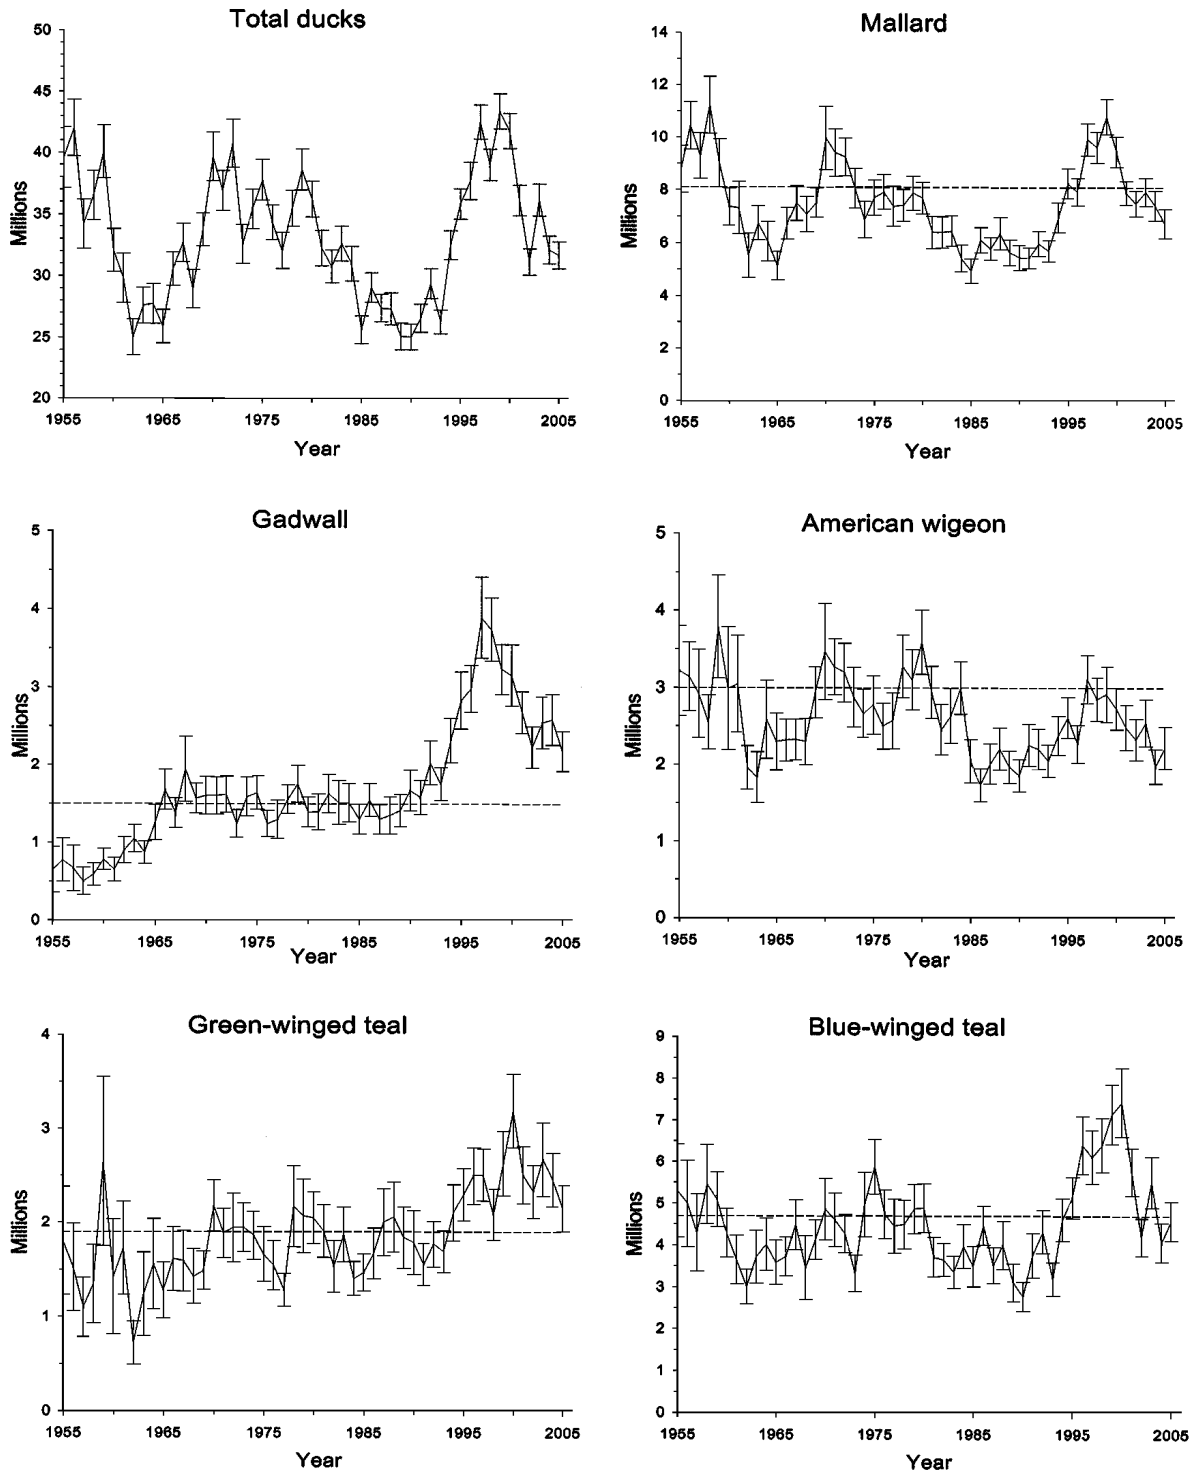 Total ducks
50
45
40
35
30
25
20
Millions
1955 1965 1975 1985 1995 2005
Year
Mallard
14
12
10
8
6
4
2
0
Millions
1955 1965 1975 1985 1995 2005
Year
Gadwall
5
4
3
2
1
0
Millions
1955 1965 1975 1985 1995 2005
Year
American wigeon
5
4
3
2
1
0
Millions
1955 1965 1975 1985 1995 2005
Year
Green-winged teal
4
3
2
1
0
Millions
1955 1965 1975 1985 1995 2005
Year
Blue-winged teal
9
8
7
6
5
4
3
2
1
0
Millions
1955 1965 1975 1985 1995 2005
Year